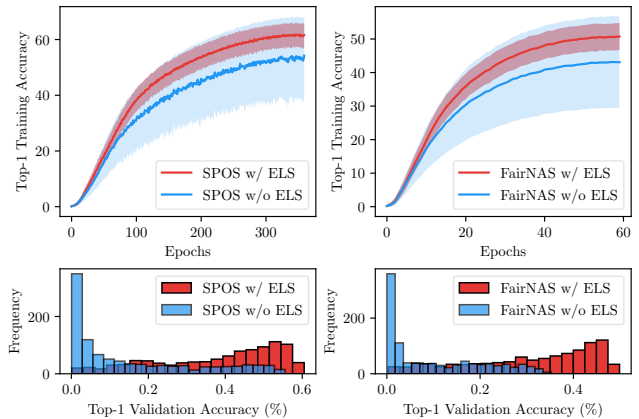 60
40
20
0
Top-1 Training Accuracy
SPOS w/ ELS
SPOS w/o ELS
0
100
200
300
Epochs
50
40
30
20
10
0
Top-1 Training Accuracy
FairNAS w/ ELS
FairNAS w/o ELS
0
20
40
60
Epochs
200
0
Frequency
SPOS w/ ELS
SPOS w/o ELS
0.0
0.2
0.4
0.6
Top-1 Validation Accuracy (%)
200
0
Frequency
FairNAS w/ ELS
FairNAS w/o ELS
0.0
0.2
0.4
Top-1 Validation Accuracy (%)